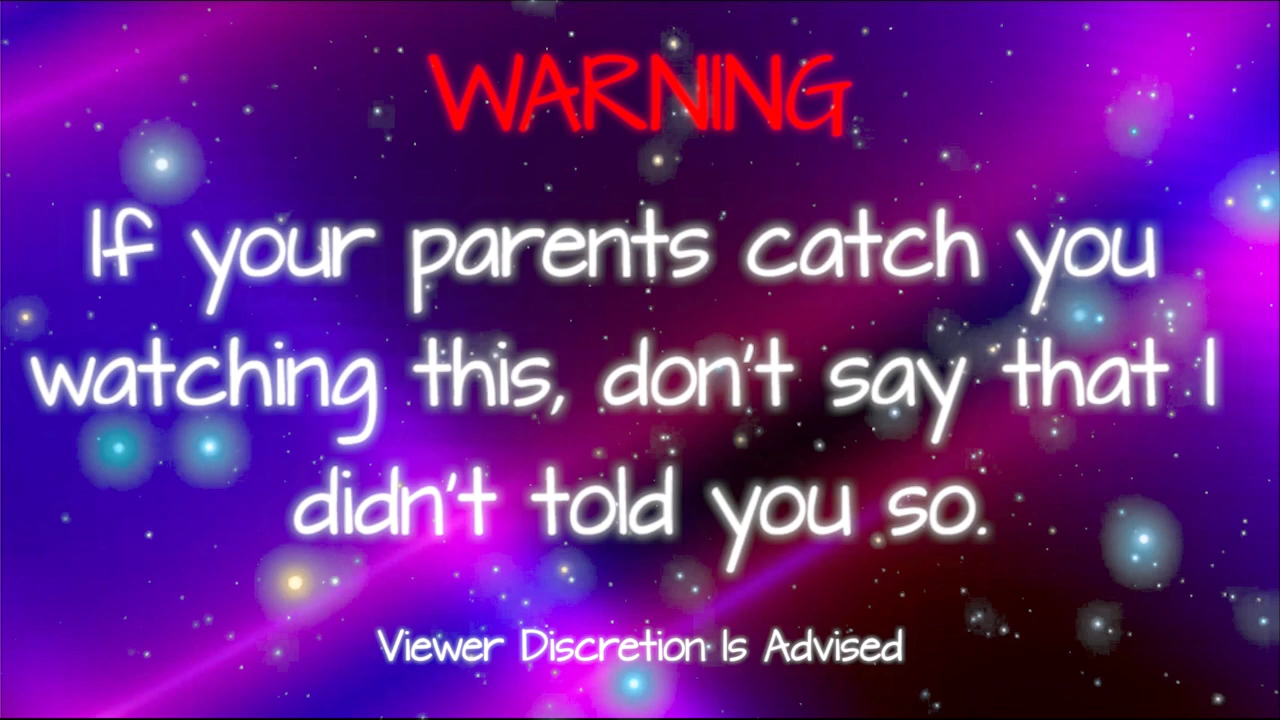 WARNING
If your parents catch you
watching this, don't say that I
didn't told you so.
Viewer Discretion Is Advised